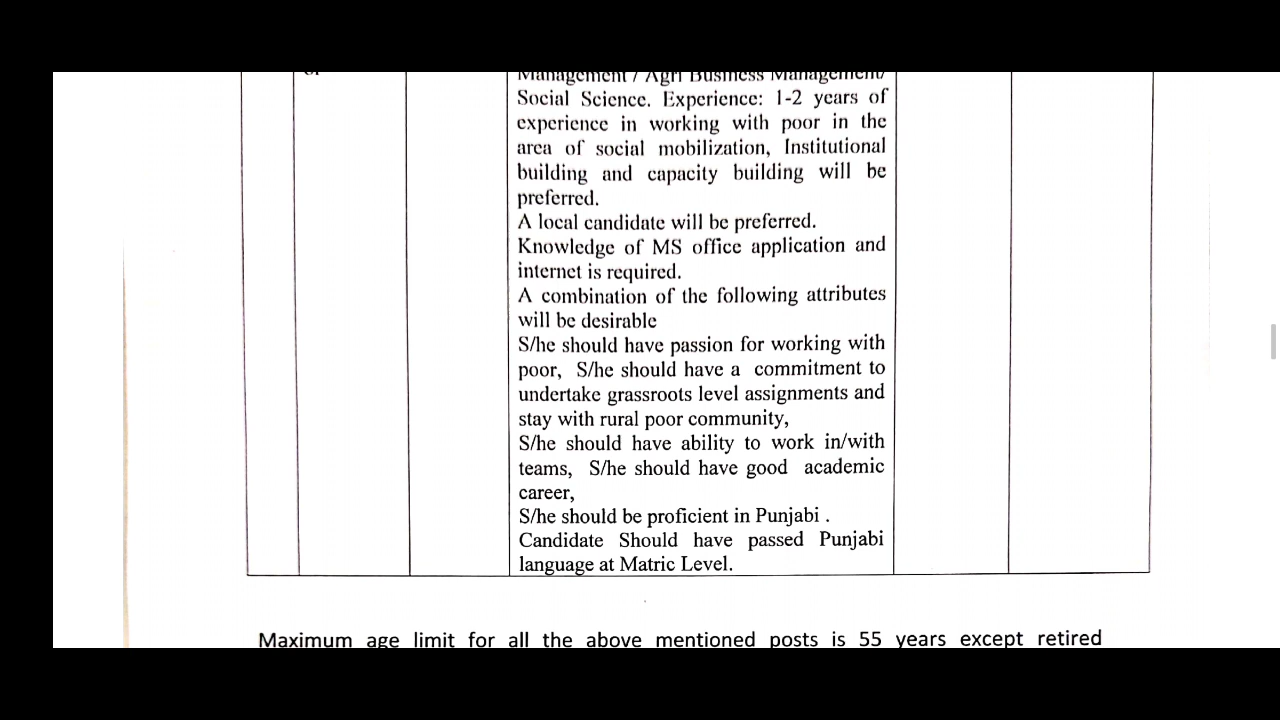 Management / Agri Business Management/
Social Science. Experience: 1-2 years of
experience in working with poor in the
area of social mobilization, Institutional
building and capacity building will be
preferred.
A local candidate will be preferred.
Knowledge of MS office application and
internet is required.
A combination of the following attributes
will be desirable
S/he should have passion for working with
poor, S/he should have a commitment to
undertake grassroots level assignments and
stay with rural poor community,
S/he should have ability to work in/with
teams, S/he should have good academic
career,
S/he should be proficient in Punjabi .
Candidate Should have passed Punjabi
language at Matric Level.
Maximum age limit for all the above mentioned posts is 55 years except retired